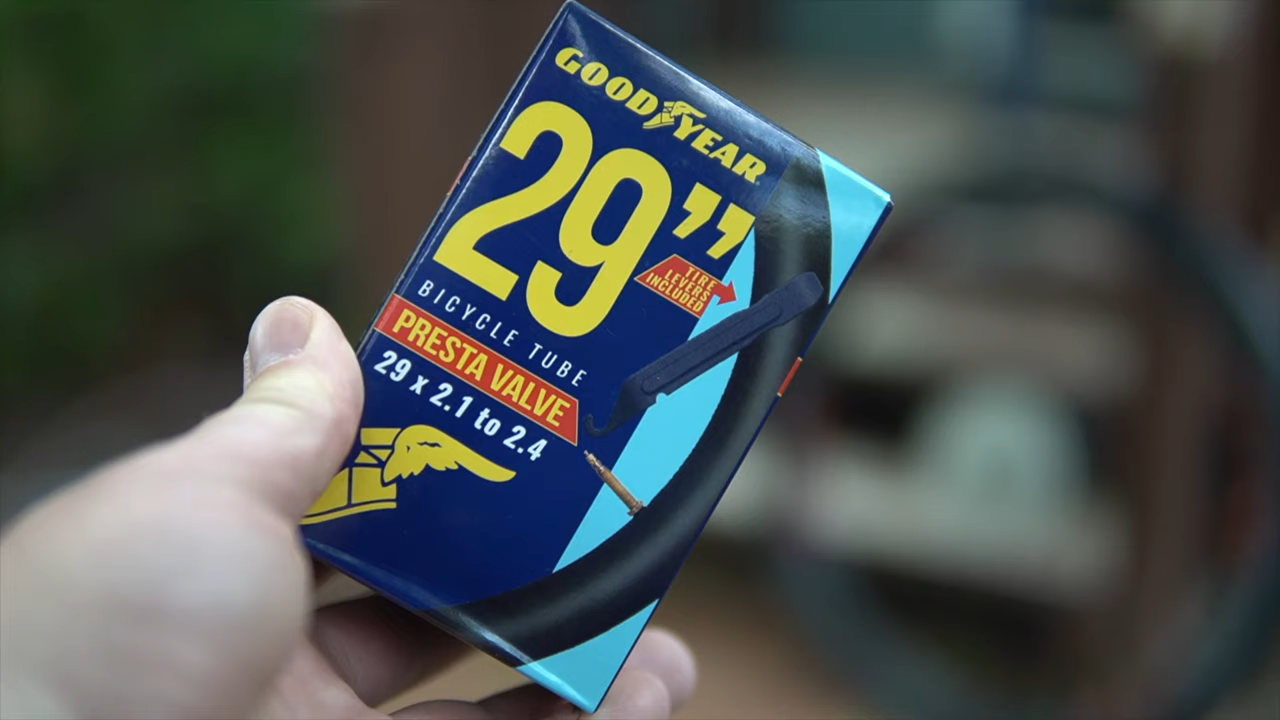 GOODYEAR
29”
TIRE
LEVERS
INCLUDED
BICYCLE TUBE
PRESTA VALVE
29 x 2.1 to 2.4